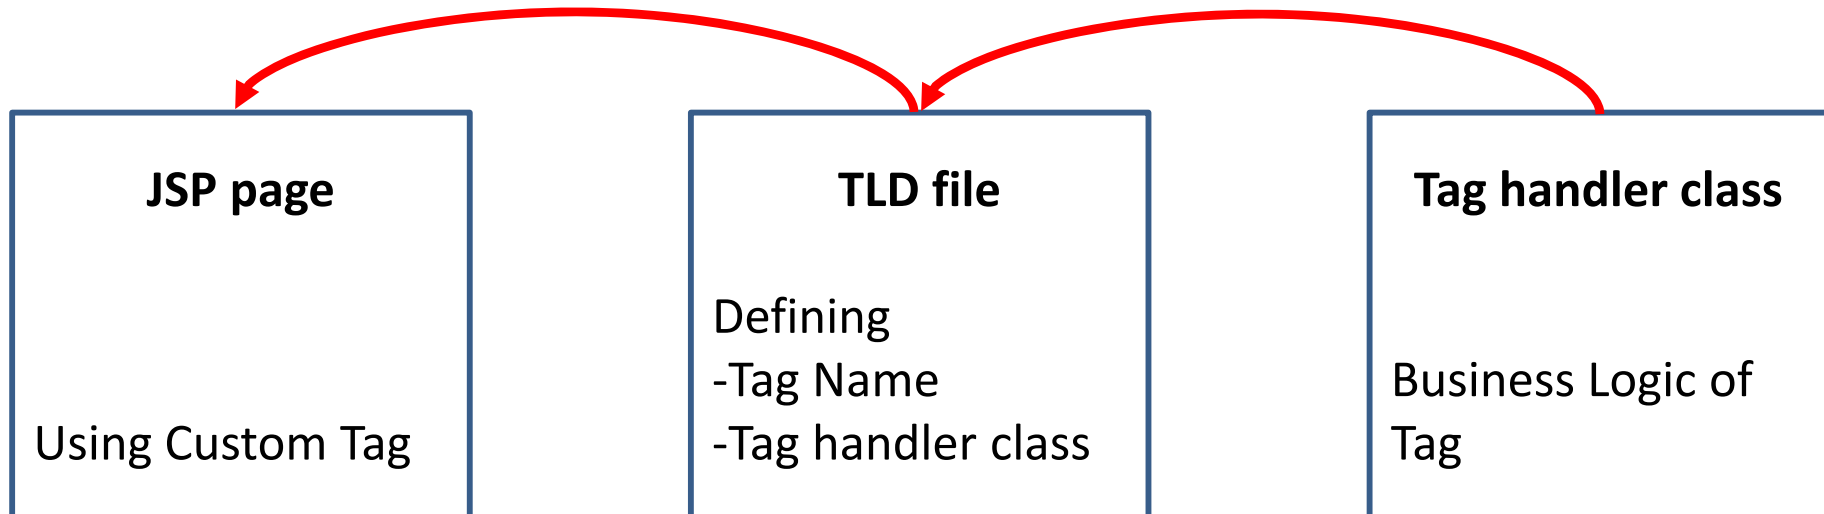 JSP page
Using Custom Tag
TLD file
Defining
-Tag Name
-Tag handler class
Tag handler class
Business Logic of
Tag